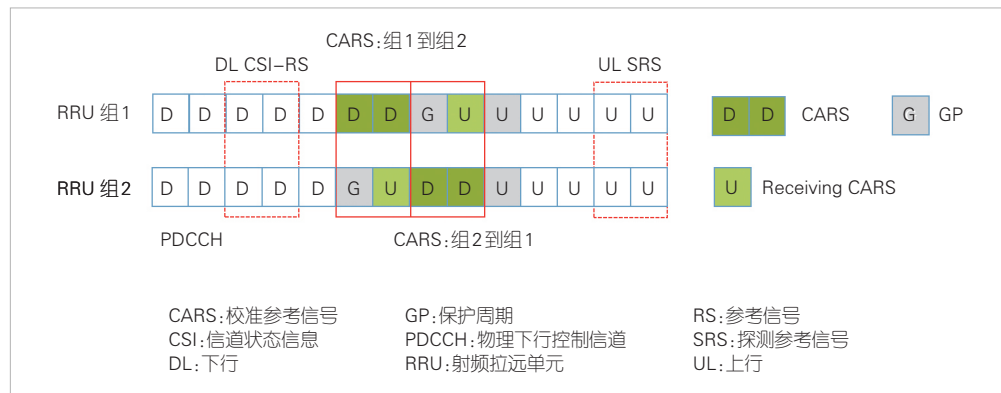 CARS:组1到组2
DL CSI-RS UL SRS
RRU 组1 D D D D D D D G U U U U U U D D CARS G GP
RRU 组2 D D D D D G U D D U U U U U U Receiving CARS
PDCCH CARS:组2到组1
CARS:校准参考信号 GP:保护周期 RS:参考信号
CSI:信道状态信息 PDCCH:物理下行控制信道 SRS:探测参考信号
DL:下行 RRU:射频拉远单元 UL:上行